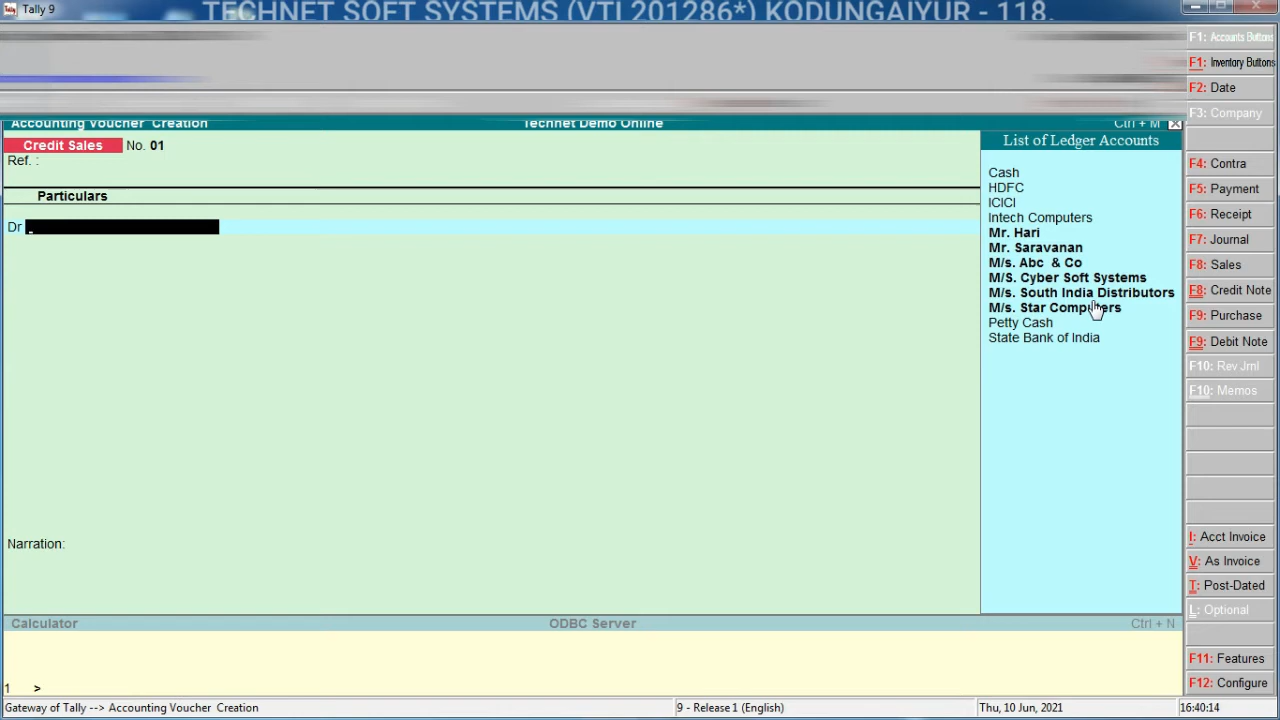 Tally Tally 9
TECHNET SOFT SYSTEMS (VTI 201286*) KODUNGAIYUR - 118.
F1: Accounts Buttons
F1: Inventory Buttons
F2: Date
F3: Company
Accounting Voucher Creation Technet Demo Online Ctrl + M
Credit Sales No. 01
Ref. :
Particulars
Dr
Narration:
List of Ledger Accounts
Cash
HDFC
ICICI
Intech Computers
Mr. Hari
Mr. Saravanan
M/s. Abc & Co
M/S. Cyber Soft Systems
M/s. South India Distributors
M/s. Star Computers
Petty Cash
State Bank of India
F4: Contra
F5: Payment
F6: Receipt
F7: Journal
F8: Sales
F8: Credit Note
F9: Purchase
F9: Debit Note
F10: Rev Jrnl
F10: Memos
I: Acct Invoice
V: As Invoice
T: Post-Dated
L: Optional
F11: Features
F12: Configure
Calculator ODBC Server Ctrl + N
1 >
Gateway of Tally --> Accounting Voucher Creation 9 - Release 1 (English) Thu, 10 Jun, 2021 16:40:14